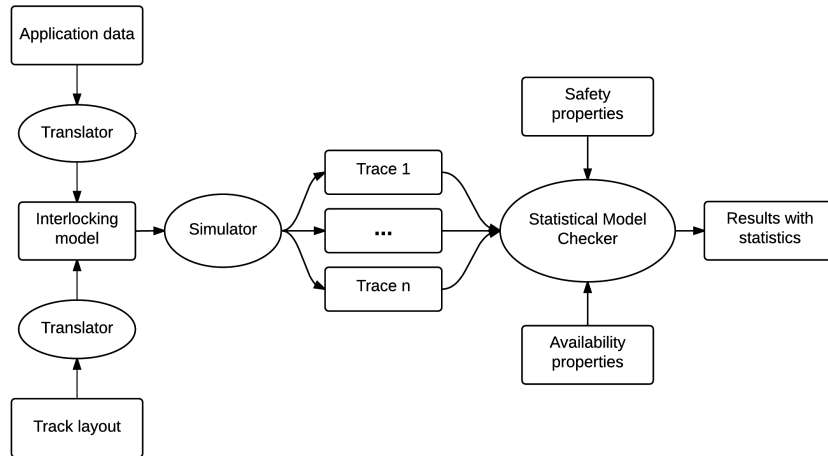 Application data
Translator
Interlocking
model
Translator
Track layout
Simulator
Trace 1
...
Trace n
Safety
properties
Statistical Model
Checker
Availability
properties
Results with
statistics